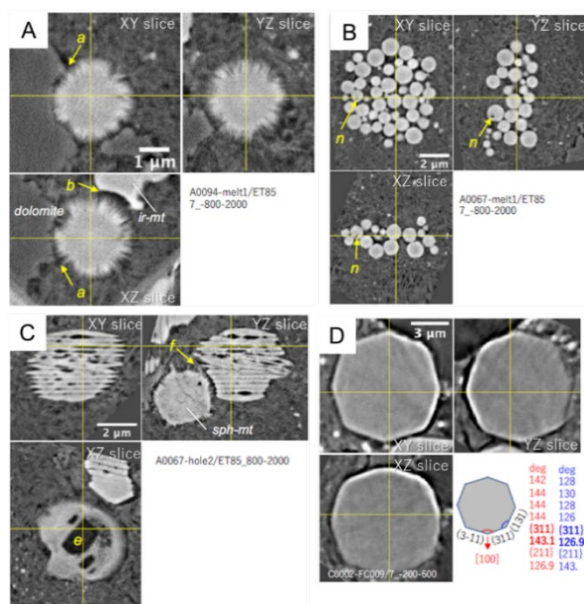 A
XY slice
YZ slice
a
1 µm
b
dolomite
ir-mt
a
XZ slice
A0094-melt1/ET85
7_-800-2000
B
XY slice
YZ slice
n
n
2 µm
XZ slice
n
A0067-melt1/ET85
7_-800-2000
C
XY slice
YZ slice
f
2 µm
sph-mt
XZ slice
e
A0067-hole2/ET85_800-2000
D
3 µm
XY slice
YZ slice
XZ slice
C0002-FC009/7_-200-600
(3-11)
(311)
(131)
[100]
deg deg
142 128
144 130
144 128
144 126
{311} {311}
143.1 126.9
{211} {211}
126.9 143.